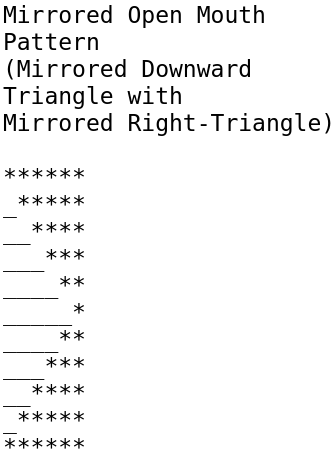 Mirrored Open Mouth
Pattern
(Mirrored Downward
Triangle with
Mirrored Right-Triangle)

******
_*****
__****
___***
____**
_____*
____**
___***
__****
_*****
******